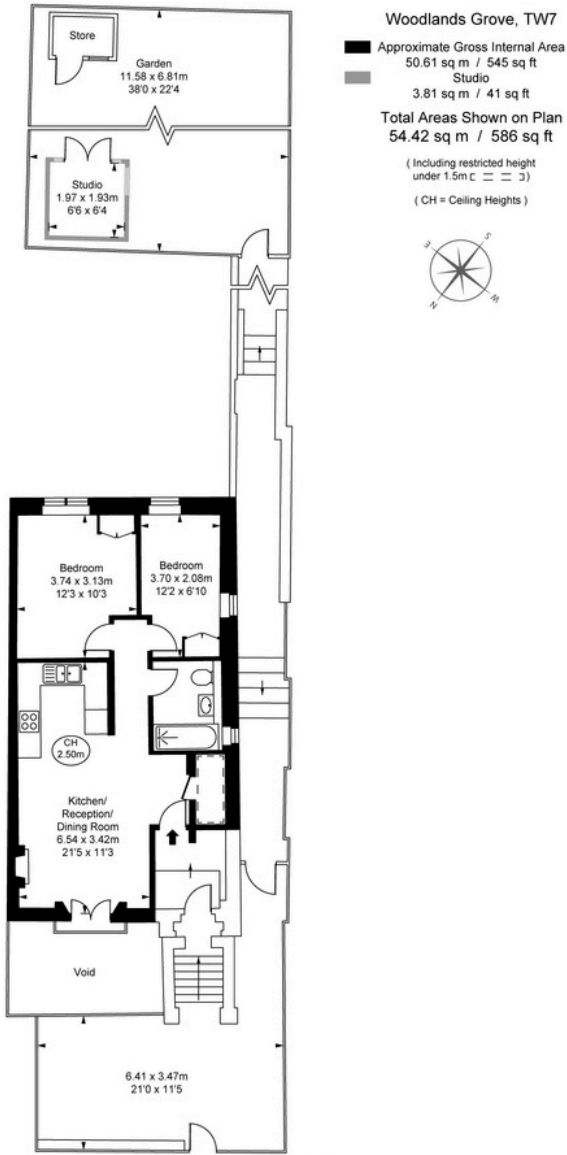 Woodlands Grove, TW7
Approximate Gross Internal Area
50.61 sq m / 545 sq ft
Studio
3.81 sq m / 41 sq ft
Total Areas Shown on Plan
54.42 sq m / 586 sq ft
( Including restricted height
under 1.5m )
( CH = Ceiling Heights )
S
E
W
N
Store
Garden
11.58 x 6.81m
38'0 x 22'4
Studio
1.97 x 1.93m
6'6 x 6'4
Bedroom
3.74 x 3.13m
12'3 x 10'3
Bedroom
3.70 x 2.08m
12'2 x 6'10
CH
2.50m
Kitchen/
Reception/
Dining Room
6.54 x 3.42m
21'5 x 11'3
Void
6.41 x 3.47m
21'0 x 11'5